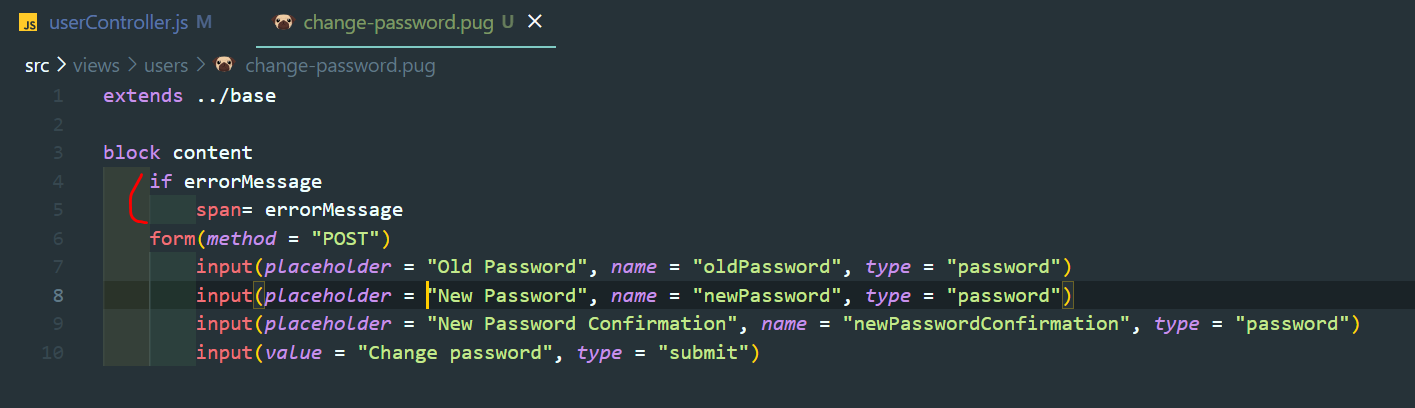 JS userController.js M change-password.pug U
src > views > users > change-password.pug
1 extends ../base
2
3 block content
4 if errorMessage
5 span= errorMessage
6 form(method = "POST")
7 input(placeholder = "Old Password", name = "oldPassword", type = "password")
8 input(placeholder = "New Password", name = "newPassword", type = "password")
9 input(placeholder = "New Password Confirmation", name = "newPasswordConfirmation", type = "password")
10 input(value = "Change password", type = "submit")